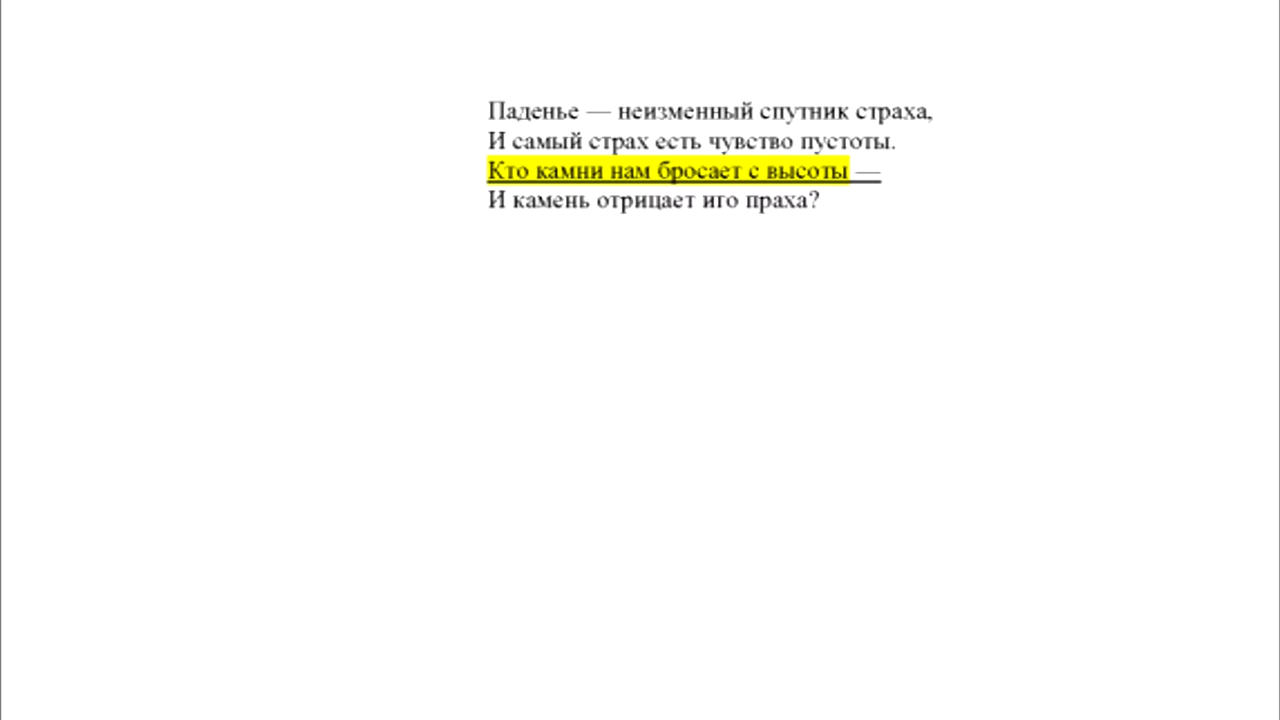 Паденье — неизменный спутник страха,
И самый страх есть чувство пустоты.
Кто камни нам бросает с высоты —
И камень отрицает иго праха?